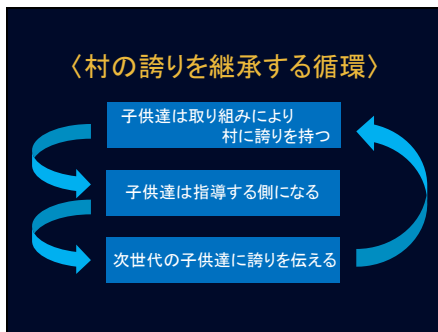 〈村の誇りを継承する循環〉
子供達は取り組みにより
村に誇りを持つ
子供達は指導する側になる
次世代の子供達に誇りを伝える